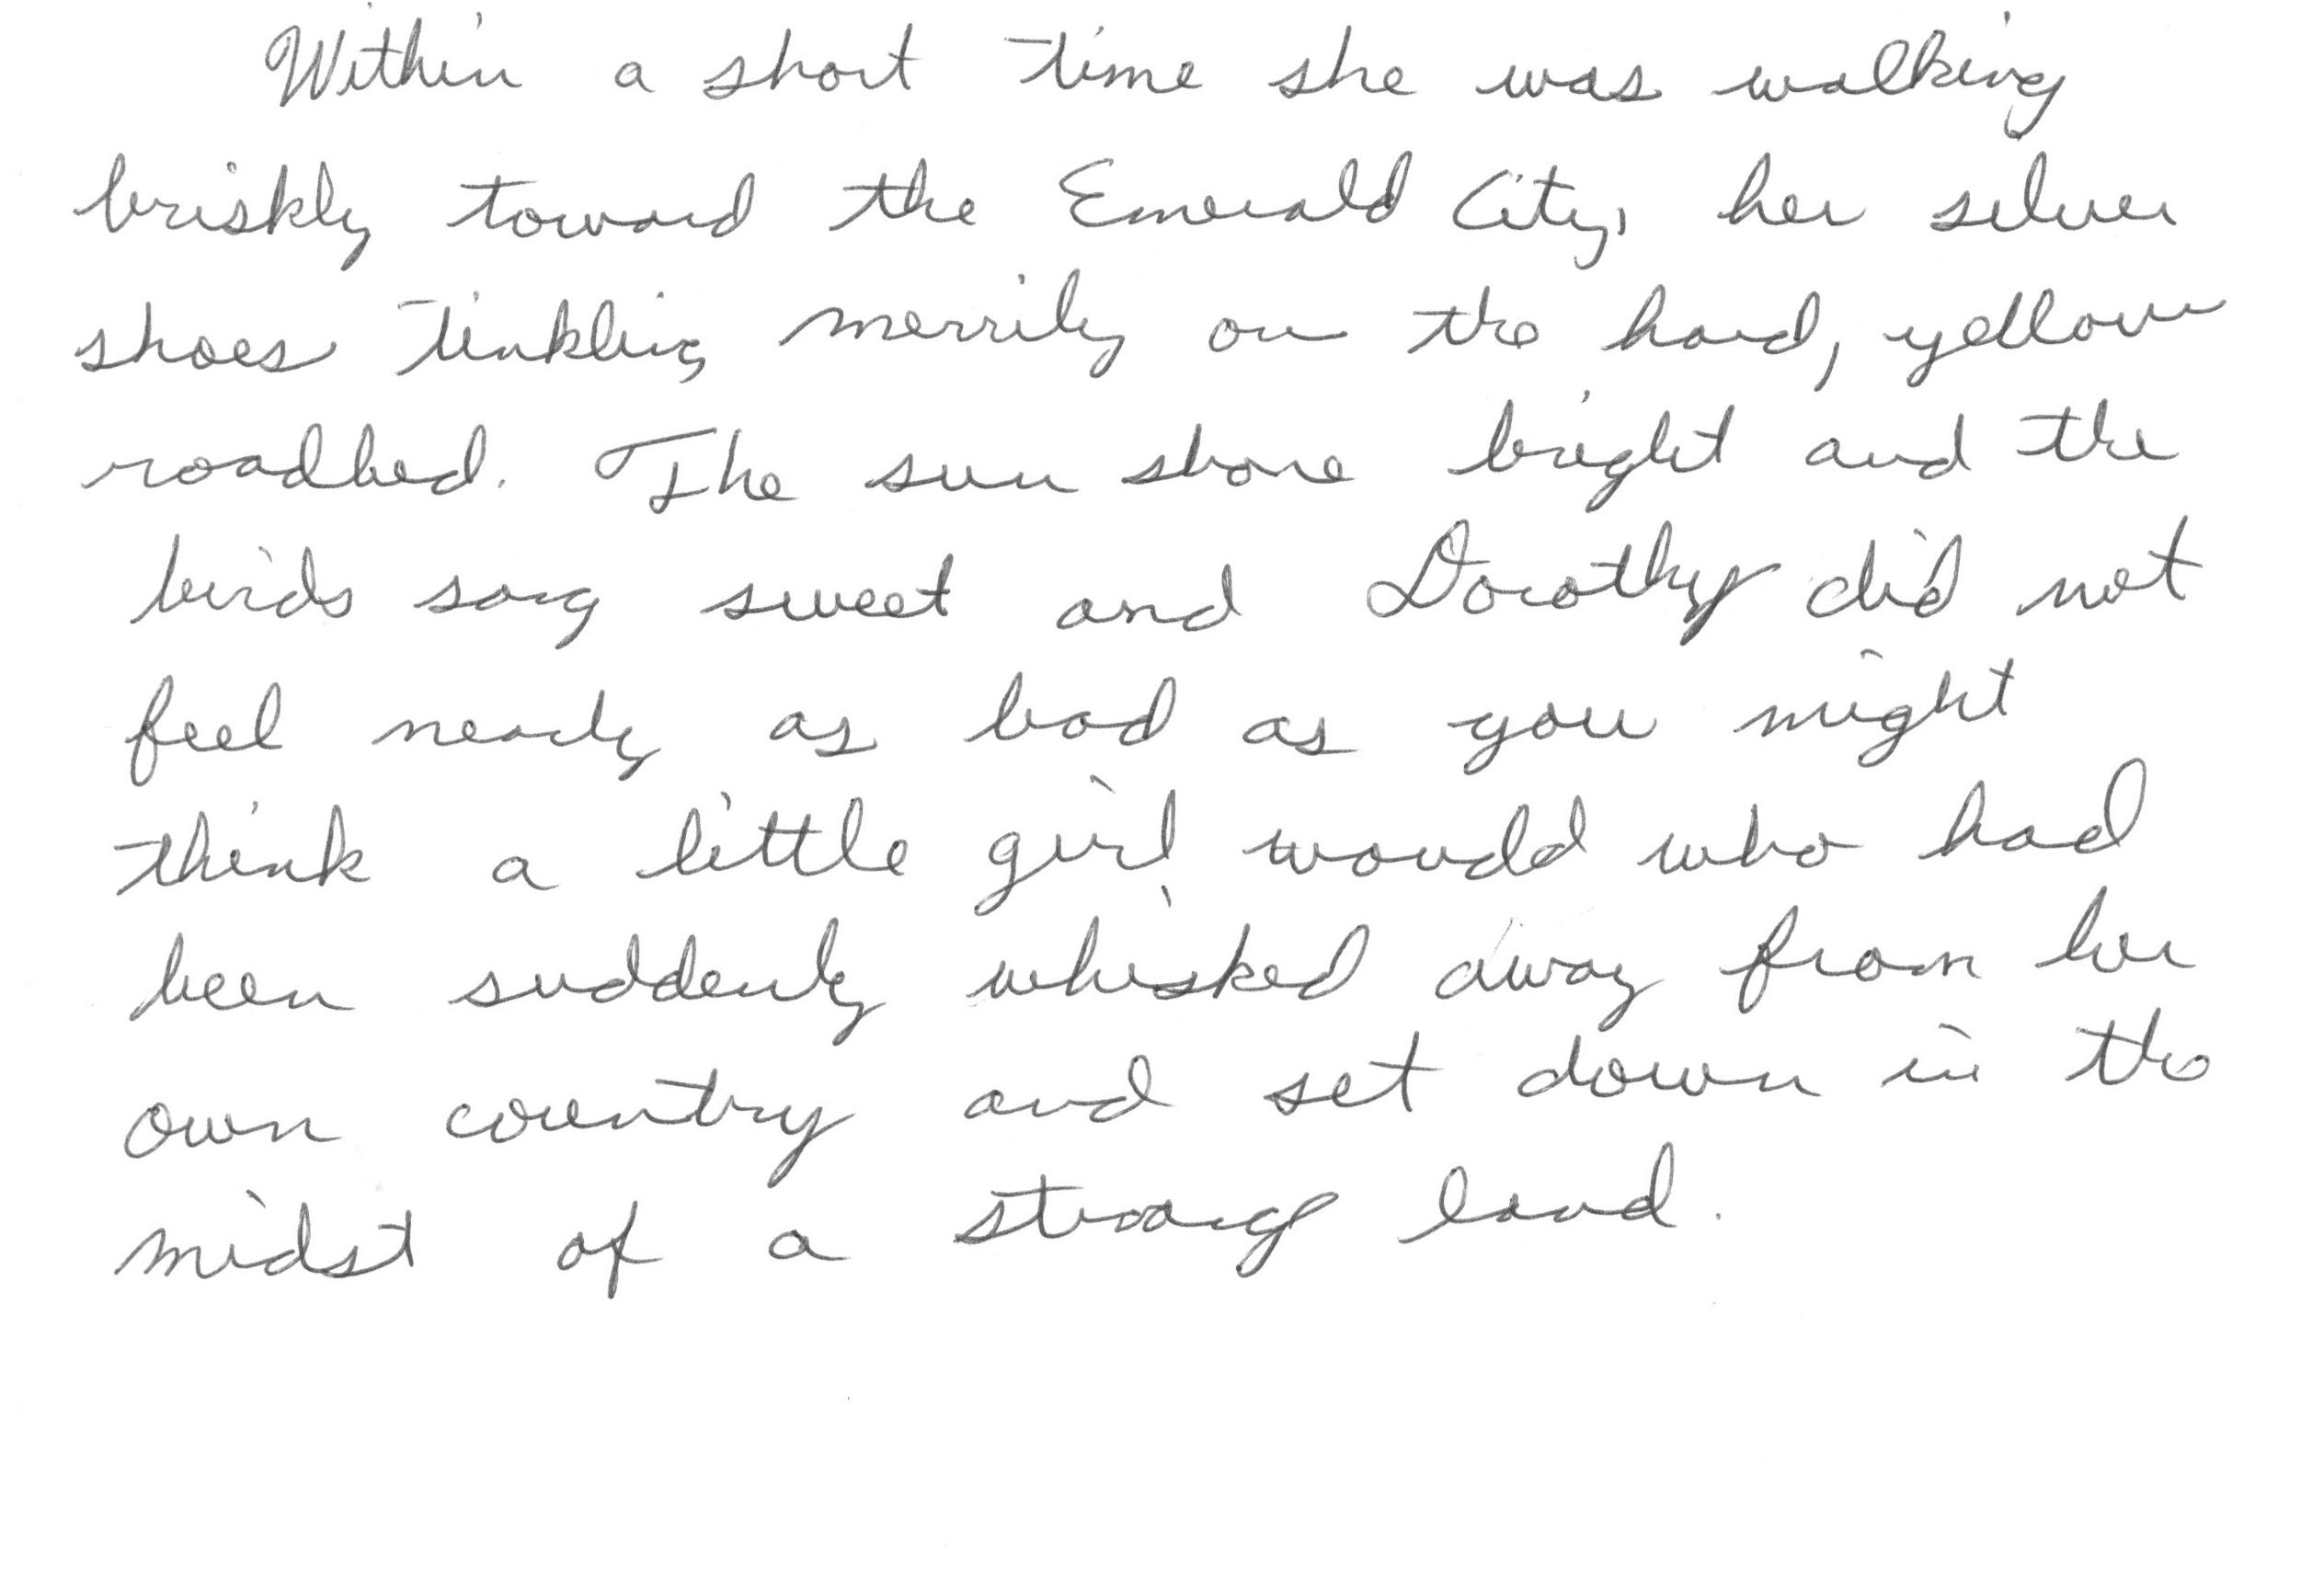 Within a short time she was walking
briskly toward the Emerald City, her silver
shoes tinkling merrily on the hard, yellow
roadbed. The sun shone bright and the
birds sang sweet and Dorothy did not
feel nearly as bad as you might
think a little girl would who had
been suddenly whisked away from her
own country and set down in the
midst of a strange land.